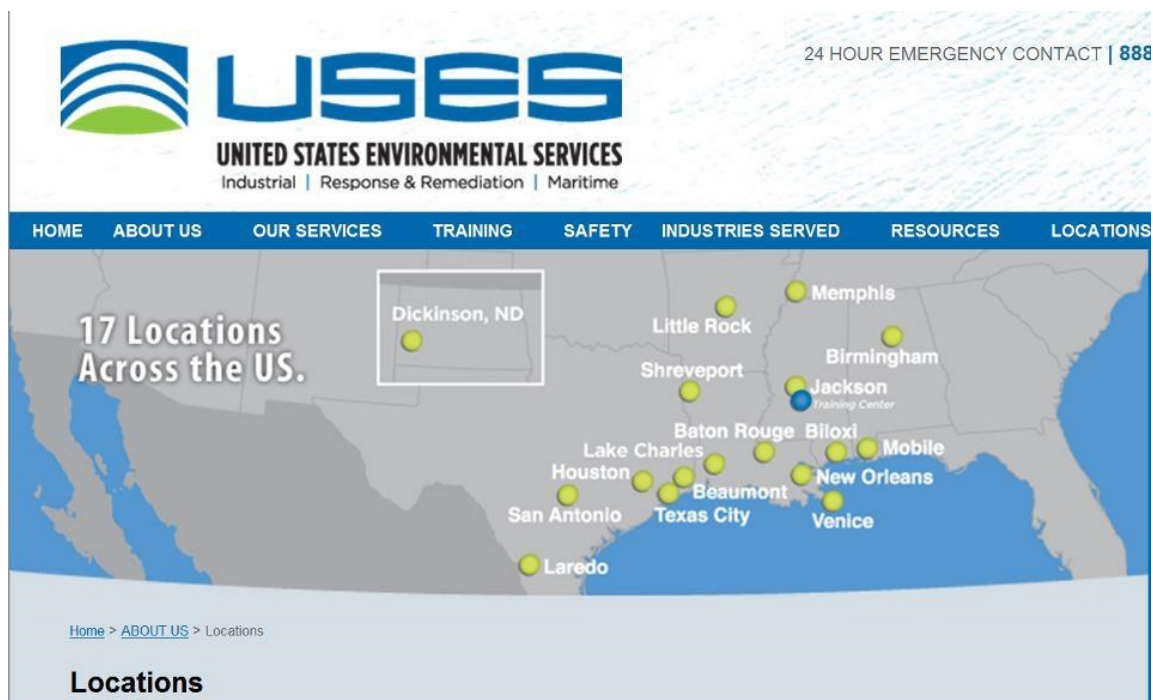 24 HOUR EMERGENCY CONTACT | 888
USES
UNITED STATES ENVIRONMENTAL SERVICES
Industrial | Response & Remediation | Maritime
HOME ABOUT US OUR SERVICES TRAINING SAFETY INDUSTRIES SERVED RESOURCES LOCATIONS
17 Locations
Across the US.
Dickinson, ND
Memphis
Little Rock
Birmingham
Shreveport
Jackson
Training Center
Baton Rouge
Biloxi
Lake Charles
Mobile
Houston
New Orleans
Beaumont
San Antonio
Texas City
Venice
Laredo
Home > ABOUT US > Locations
Locations